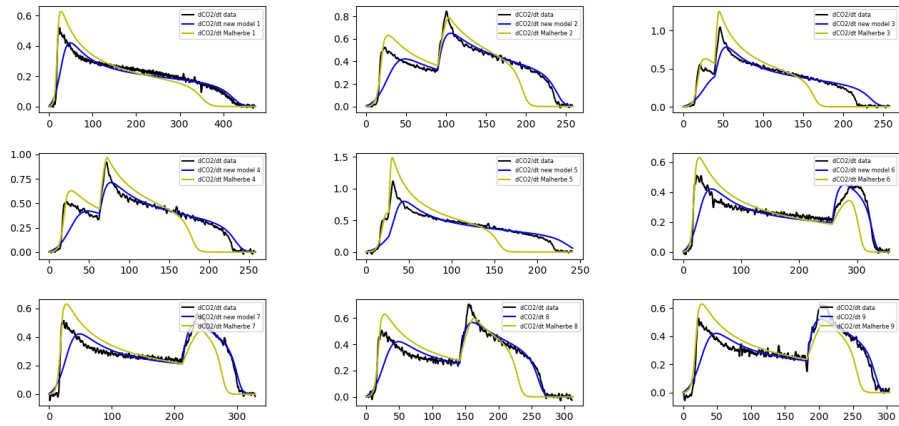 dCO2/dt data
dCO2/dt new model 1
dCO2/dt Malherbe 1
0.6
0.4
0.2
0.0
0 100 200 300 400
dCO2/dt data
dCO2/dt new model 2
dCO2/dt Malherbe 2
0.8
0.6
0.4
0.2
0.0
0 50 100 150 200 250
dCO2/dt data
dCO2/dt new model 3
dCO2/dt Malherbe 3
1.0
0.5
0.0
0 50 100 150 200 250
dCO2/dt data
dCO2/dt new model 4
dCO2/dt Malherbe 4
1.00
0.75
0.50
0.25
0.00
0 50 100 150 200 250
dCO2/dt data
dCO2/dt new model 5
dCO2/dt Malherbe 5
1.5
1.0
0.5
0.0
0 50 100 150 200
dCO2/dt data
dCO2/dt new model 6
dCO2/dt Malherbe 6
0.6
0.4
0.2
0.0
0 100 200 300
dCO2/dt data
dCO2/dt new model 7
dCO2/dt Malherbe 7
0.6
0.4
0.2
0.0
0 100 200 300
dCO2/dt data
dCO2/dt 8
dCO2/dt Malherbe 8
0.6
0.4
0.2
0.0
0 50 100 150 200 250 300
dCO2/dt data
dCO2/dt 9
dCO2/dt Malherbe 9
0.6
0.4
0.2
0.0
0 50 100 150 200 250 300